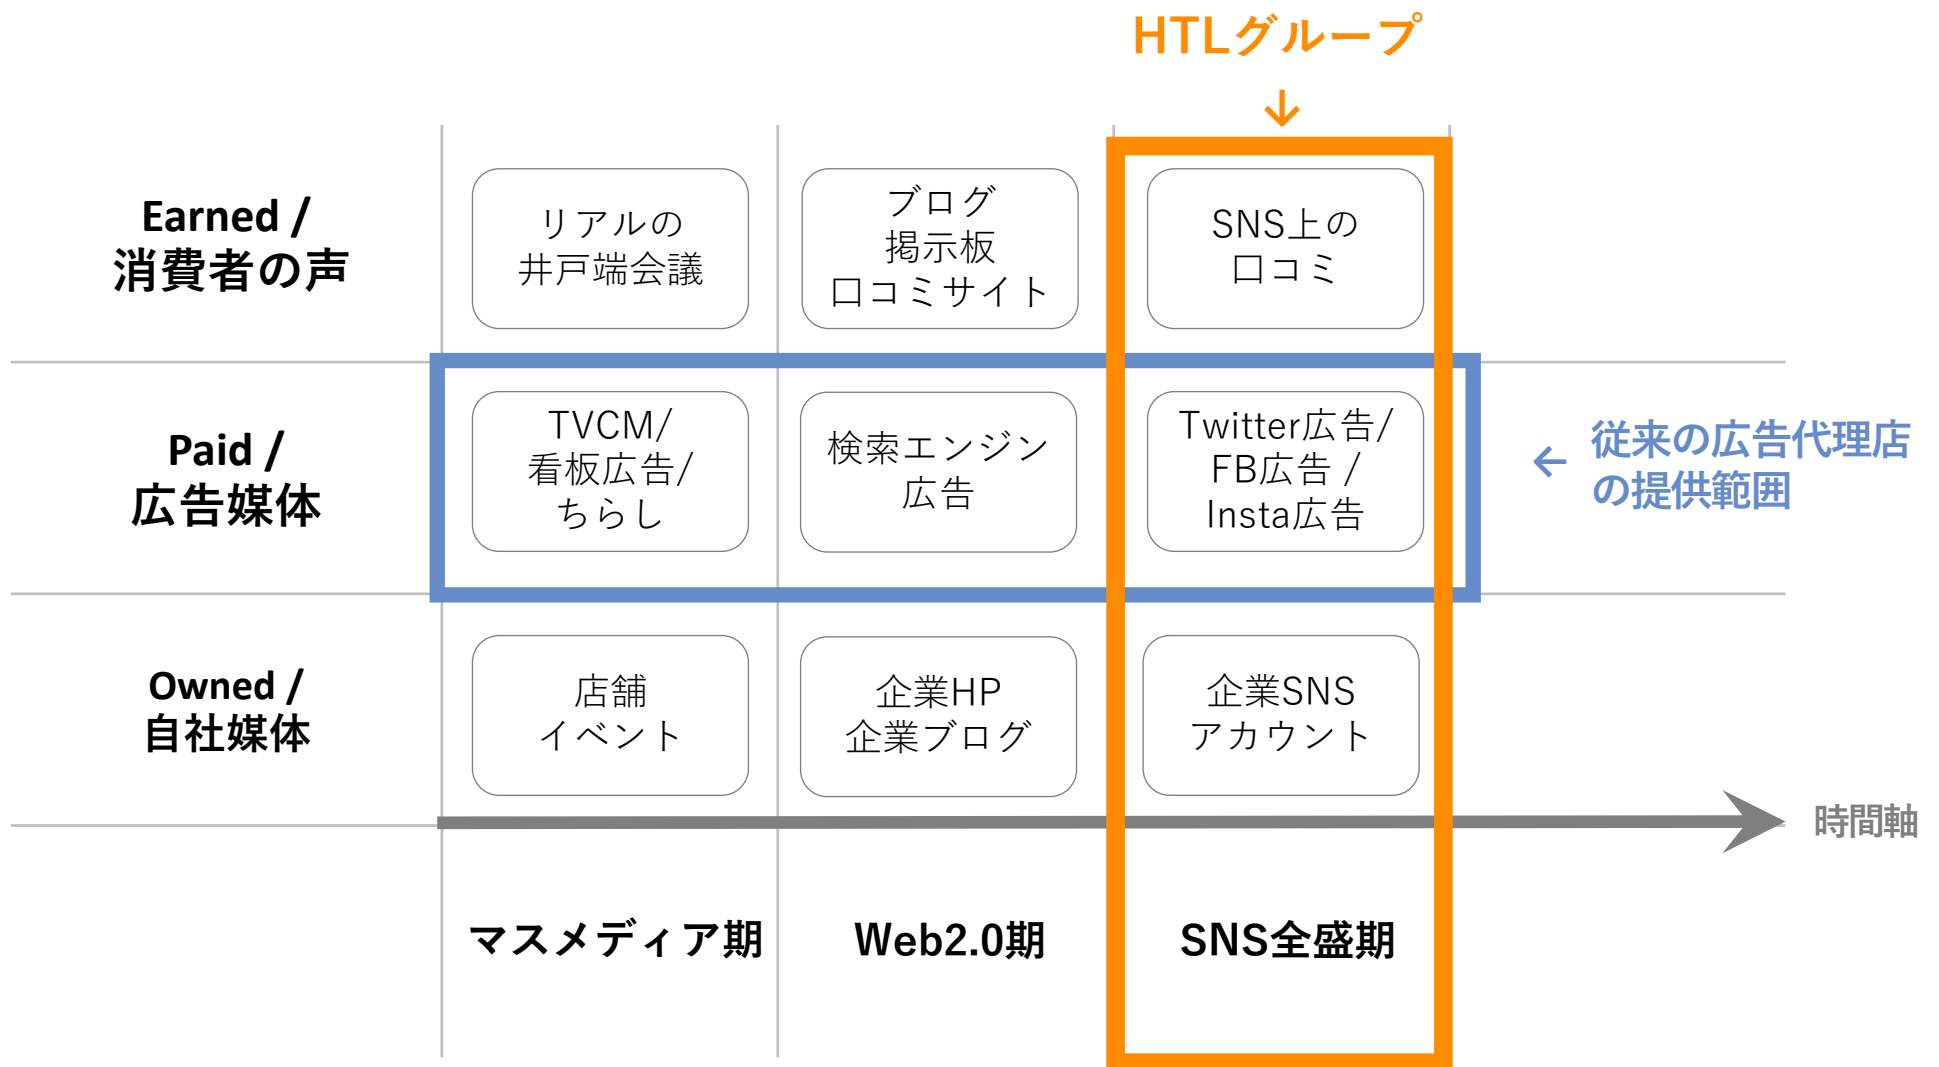 HTLグループ
↓
Earned /
消費者の声
リアルの
井戸端会議
ブログ
掲示板
口コミサイト
SNS上の
口コミ
Paid /
広告媒体
TVCM/
看板広告/
ちらし
検索エンジン
広告
Twitter広告/
FB広告 /
Insta広告
← 従来の広告代理店
の提供範囲
Owned /
自社媒体
店舗
イベント
企業HP
企業ブログ
企業SNS
アカウント
時間軸
マスメディア期
Web2.0期
SNS全盛期